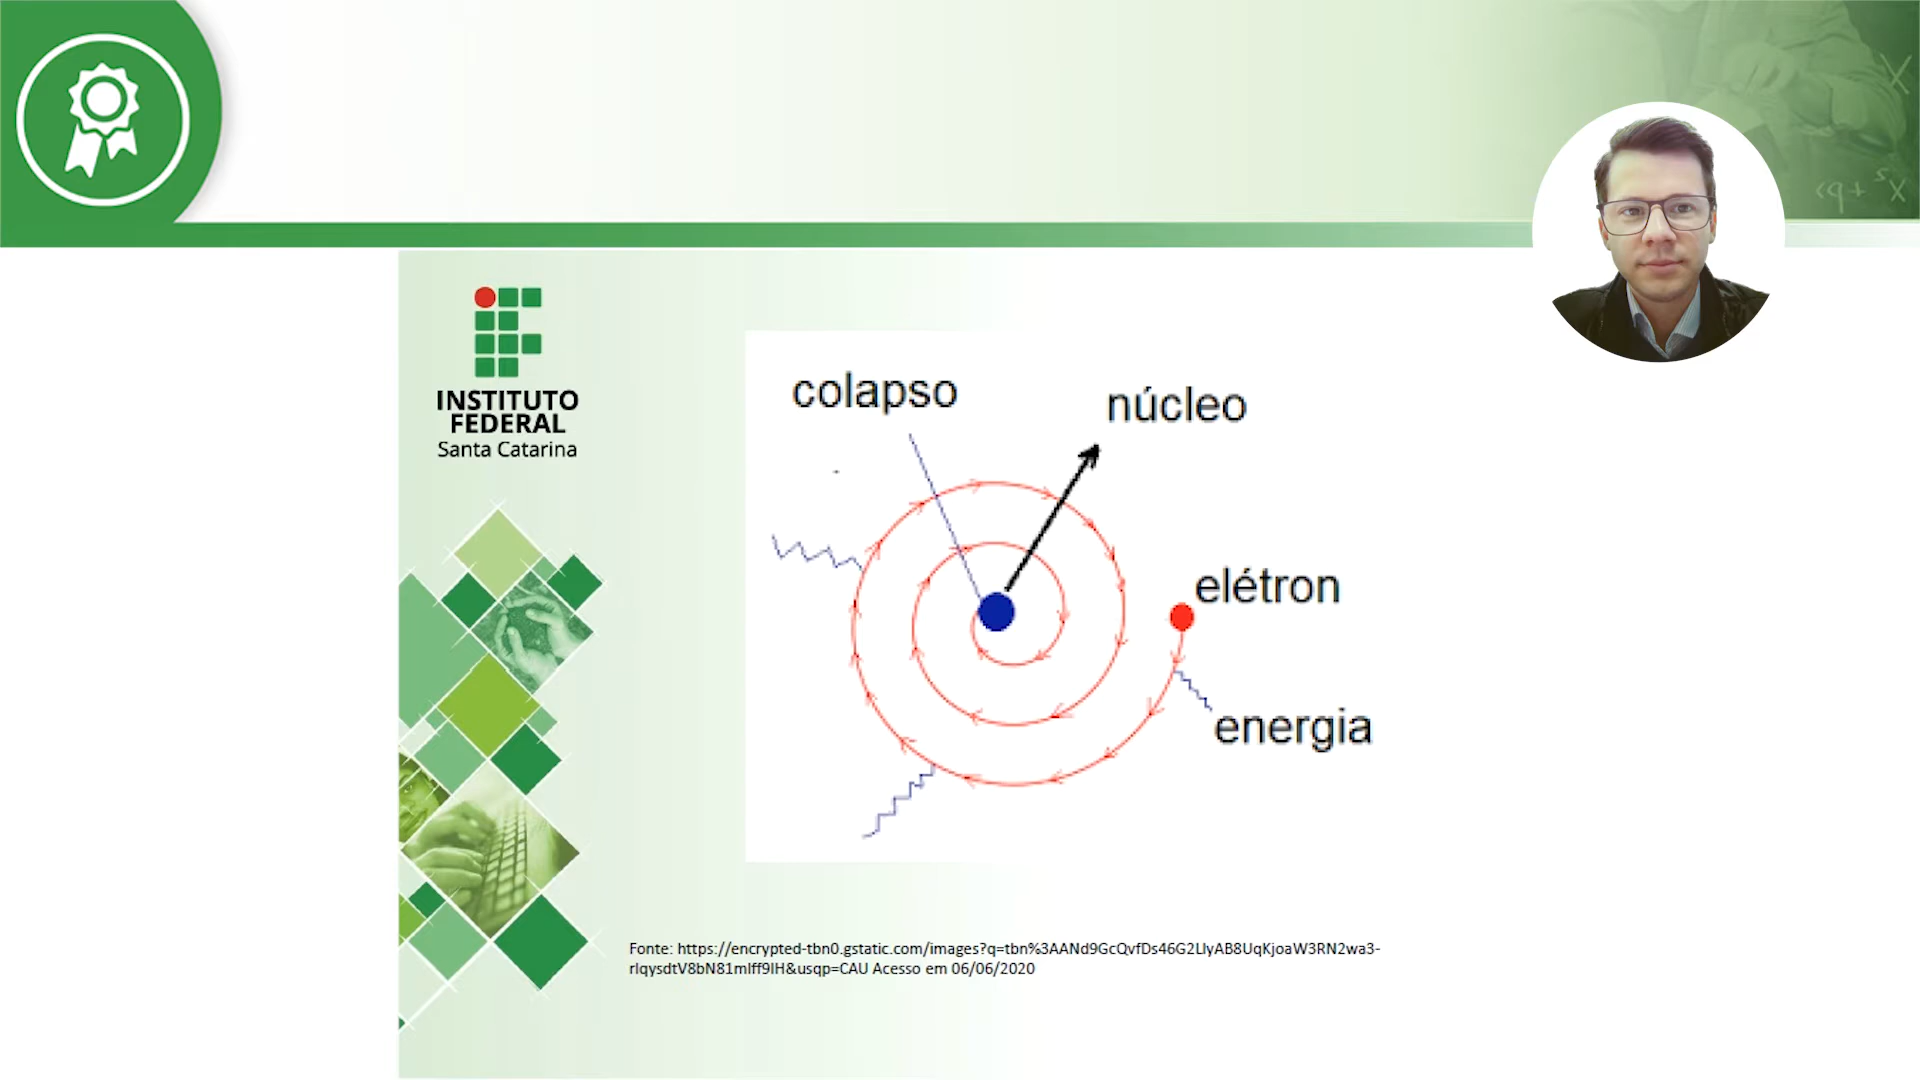 INSTITUTO
FEDERAL
Santa Catarina
colapso
núcleo
elétron
energia
Fonte: https://encrypted-tbn0.gstatic.com/images?q=tbn%3AANd9GcQvfDs46G2LlyAB8UqKjoaW3RN2wa3-
rlqysdtV8bN81mlff9lH&usqp=CAU Acesso em 06/06/2020